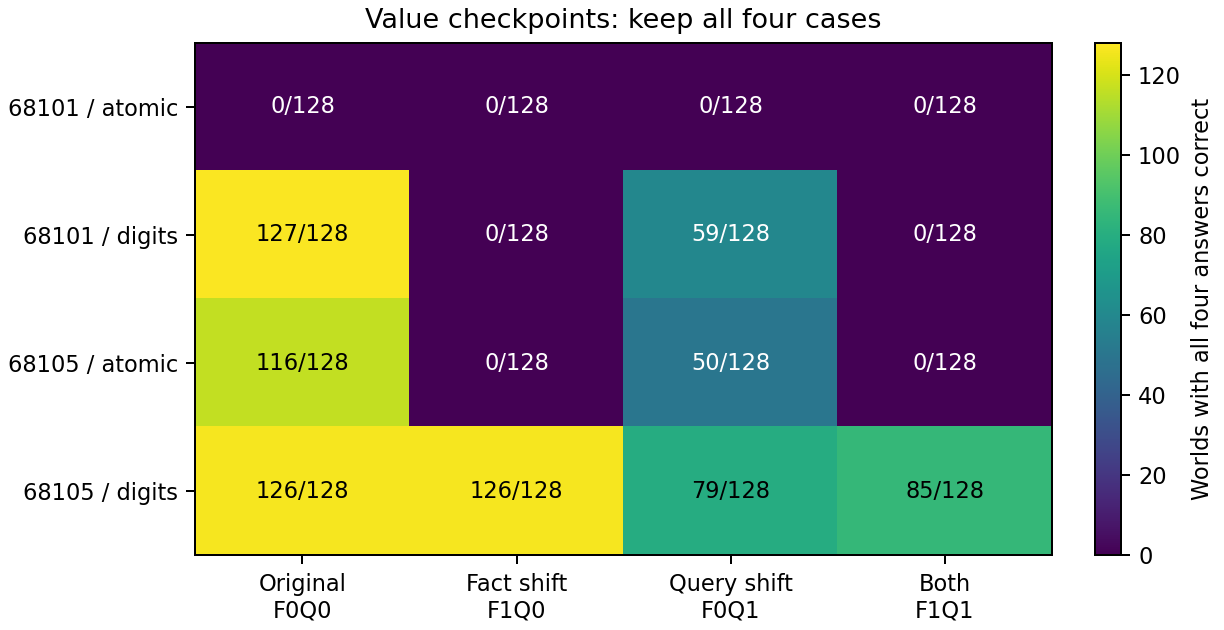 Value checkpoints: keep all four cases
68101 / atomic
0/128
0/128
0/128
0/128
68101 / digits
127/128
0/128
59/128
0/128
68105 / atomic
116/128
0/128
50/128
0/128
68105 / digits
126/128
126/128
79/128
85/128
Original
F0Q0
Fact shift
F1Q0
Query shift
F0Q1
Both
F1Q1
120
100
80
60
40
20
0
Worlds with all four answers correct